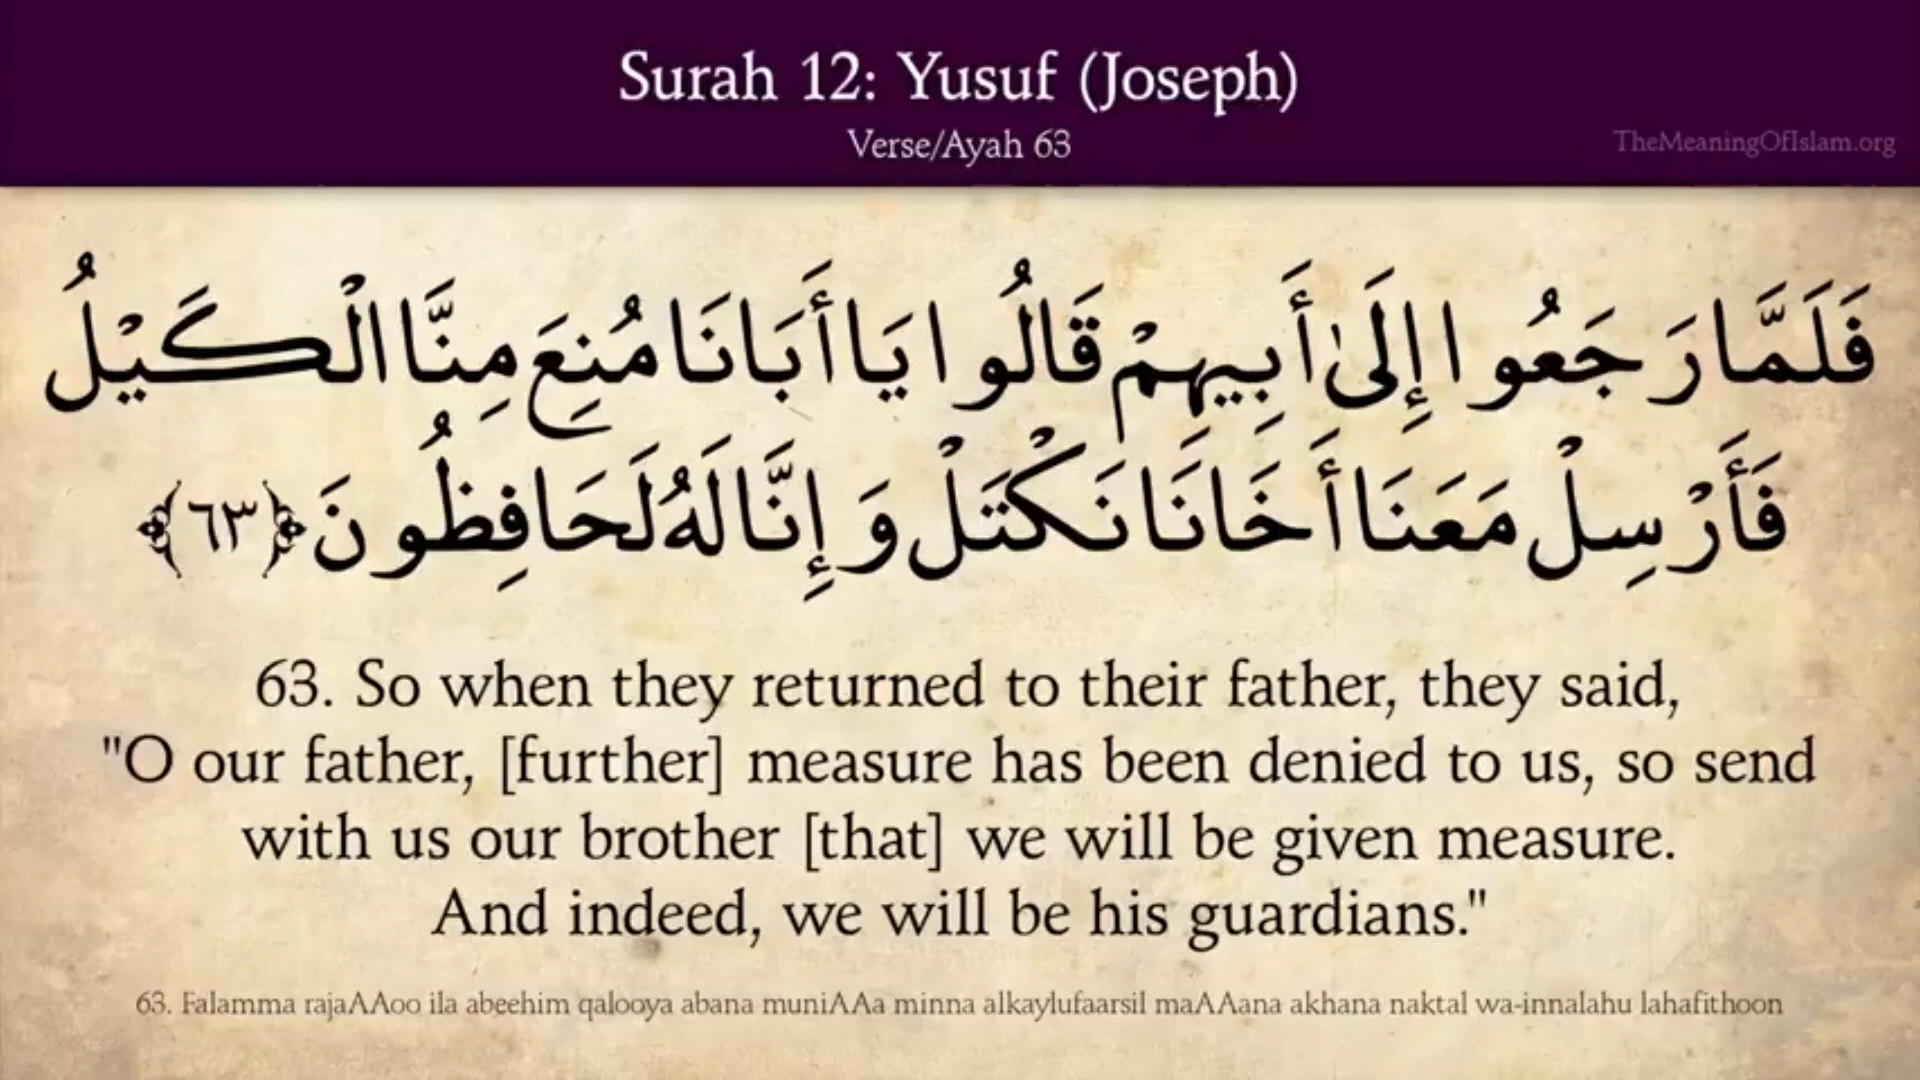 Surah 12: Yusuf (Joseph)
Verse/Ayah 63
TheMeaningOfIslam.org
فَلَمَّا رَجَعُوا إِلَىٰ أَبِيهِمْ قَالُوا يَا أَبَانَا مُنِعَ مِنَّا الْكَيْلُ
فَأَرْسِلْ مَعَنَا أَخَانَا نَكْتَلْ وَإِنَّا لَهُ لَحَافِظُونَ ﴿٦٣﴾
63. So when they returned to their father, they said,
"O our father, [further] measure has been denied to us, so send
with us our brother [that] we will be given measure.
And indeed, we will be his guardians."
63. Falamma rajaAAoo ila abeehim qalooya abana muniAAa minna alkaylufaarsil maAAana akhana naktal wa-innalahu lahafithoon